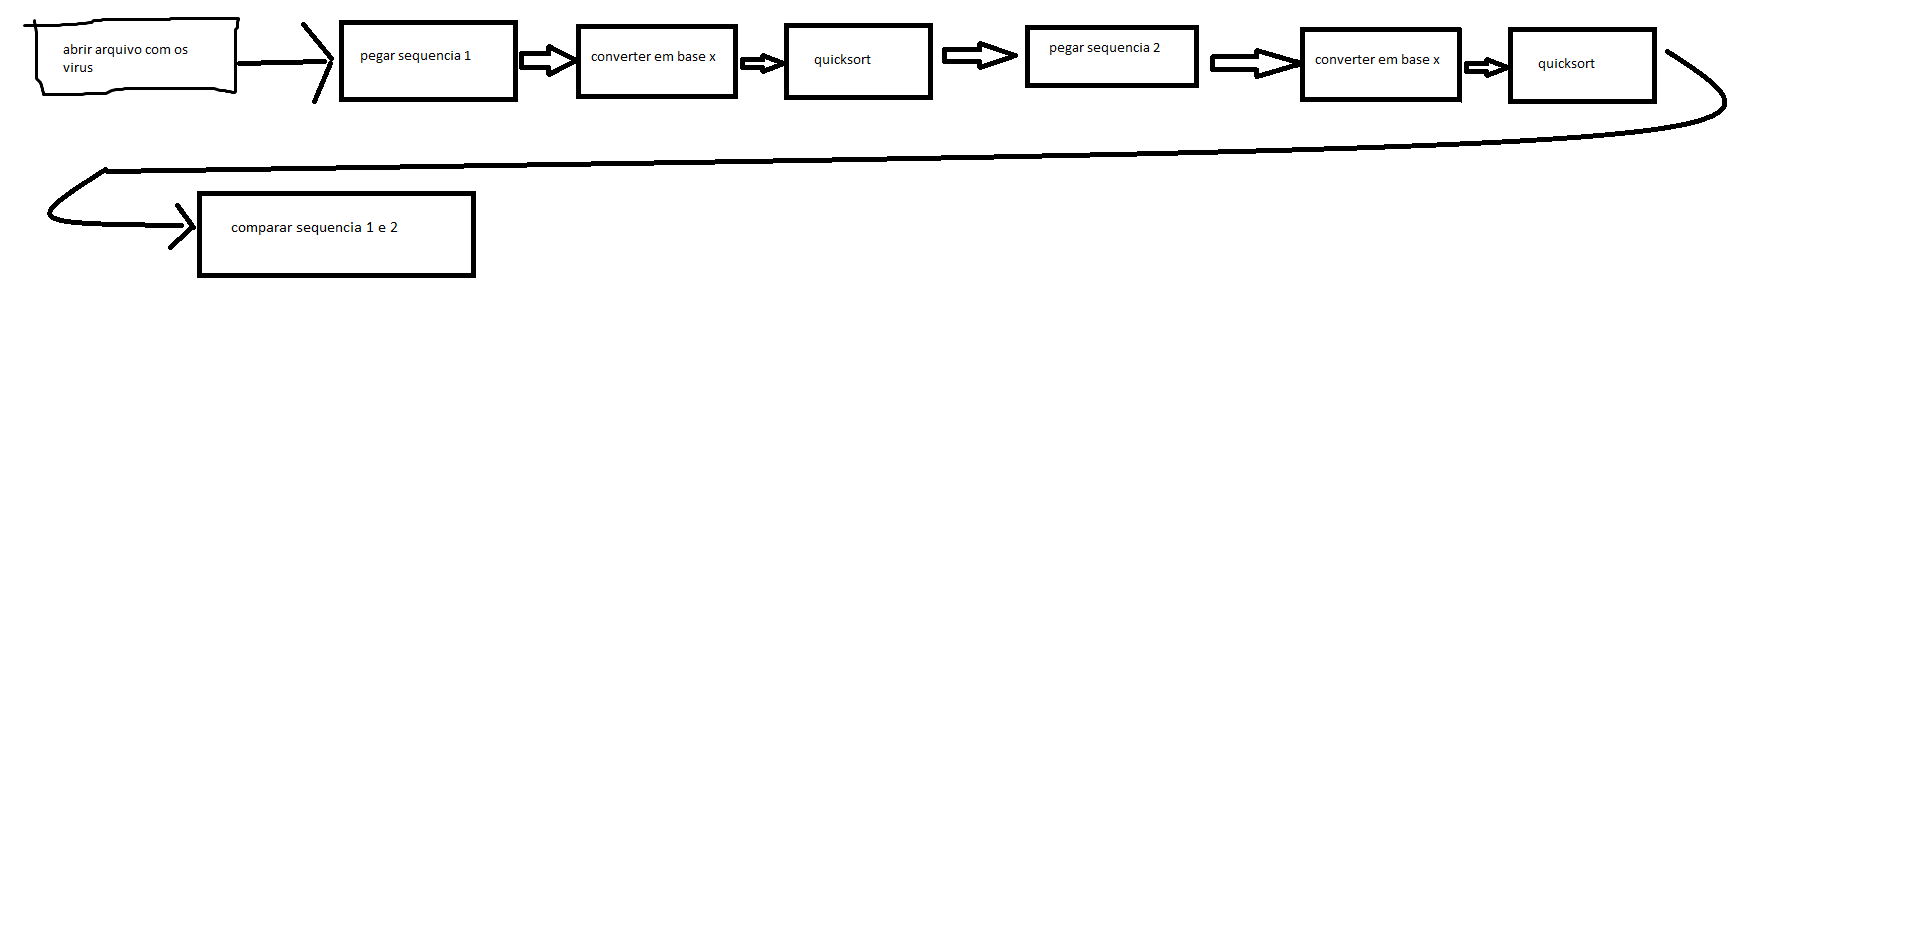 abrir arquivo com os
virus
pegar sequencia 1
converter em base x
quicksort
pegar sequencia 2
converter em base x
quicksort
comparar sequencia 1 e 2